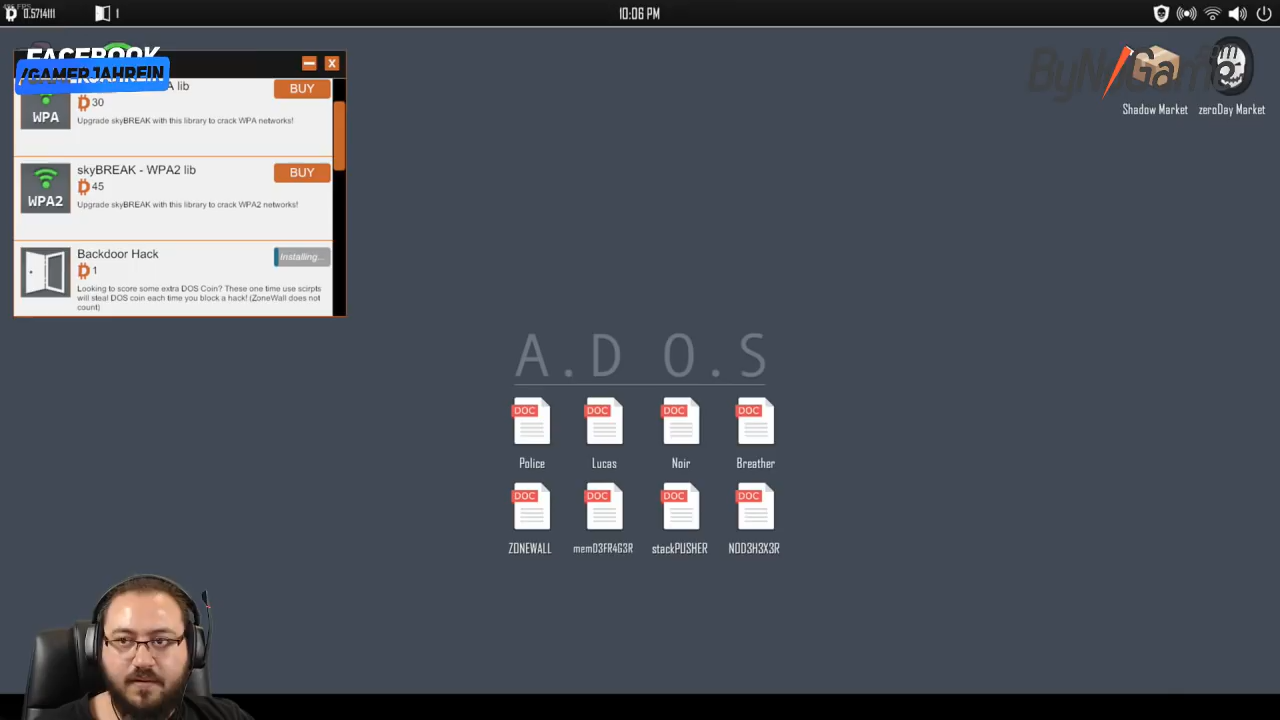 0.5714111
1
10:06 PM
FACEBOOK
/GAMERJAHREIN
lib
30
BUY
WPA
Upgrade skyBREAK with this library to crack WPA networks!
skyBREAK - WPA2 lib
45
BUY
WPA2
Upgrade skyBREAK with this library to crack WPA2 networks!
Backdoor Hack
1
Installing...
Looking to score some extra DOS Coin? These one time use scirpts
will steal DOS coin each time you block a hack! (ZoneWall does not
count)
Shadow Market
zeroDay Market
A.D O.S
DOC
DOC
DOC
DOC
Police
Lucas
Noir
Breather
DOC
DOC
DOC
DOC
ZONEWALL
memD3FR4G3R
stackPUSHER
NOD3H3X3R